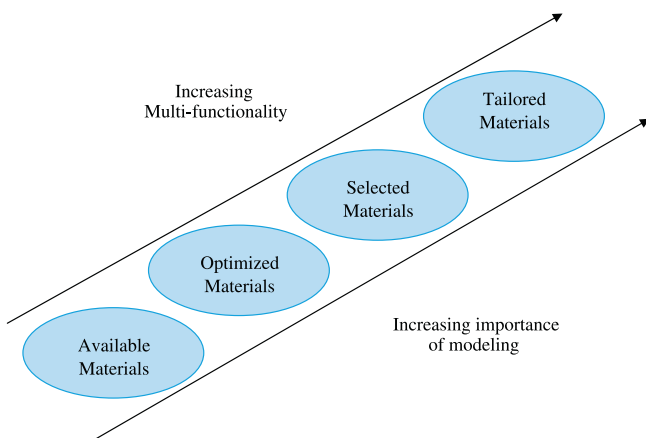 Increasing
Multi-functionality
Tailored
Materials
Selected
Materials
Optimized
Materials
Increasing importance
of modeling
Available
Materials